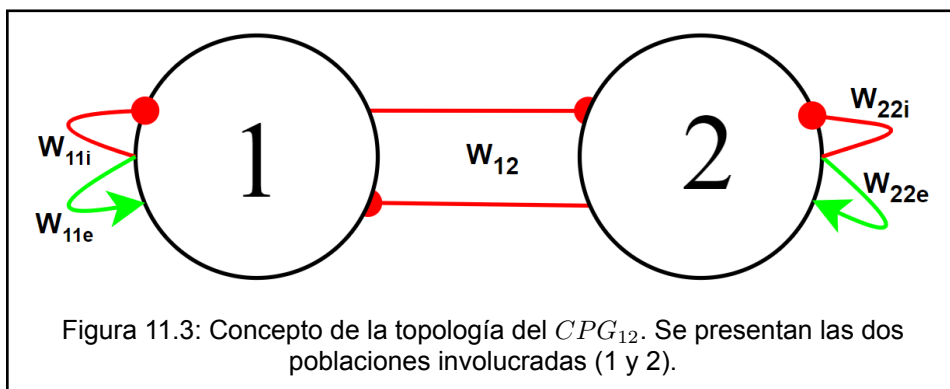 1
2
W11i
W11e
W12
W22i
W22e
Figura 11.3: Concepto de la topología del CPG12. Se presentan las dos
poblaciones involucradas (1 y 2).